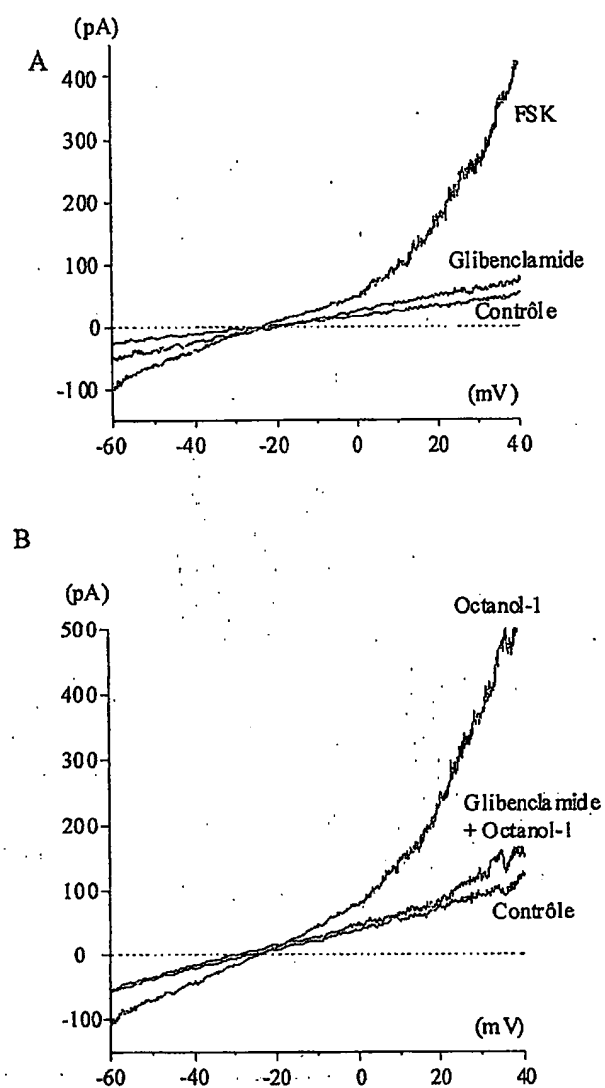 (pA)
A
400
FSK
300
200
Glibenclamide
100
Contrôle
0
-100
(mV)
-60 -40 -20 0 20 40
B
(pA)
Octanol-1
500
400
300
Glibenclamide
+ Octanol-1
200
100
Contrôle
0
-100
(mV)
-60 -40 -20 0 20 40